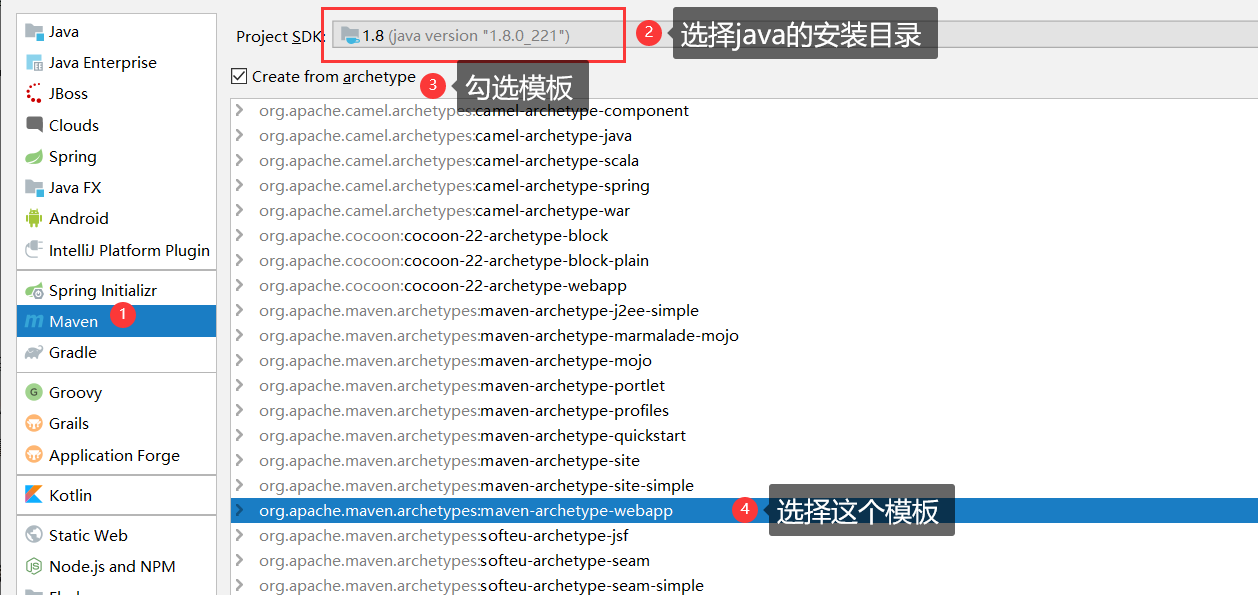 Java
Java Enterprise
JBoss
Clouds
Spring
Java FX
Android
IntelliJ Platform Plugin
Spring Initializr
Maven
1
Gradle
Groovy
Grails
Application Forge
Kotlin
Static Web
Node.js and NPM
Project SDK:
1.8 (java version "1.8.0_221")
2
选择java的安装目录
Create from archetype
3
勾选模板
org.apache.camel.archetypes:camel-archetype-component
org.apache.camel.archetypes:camel-archetype-java
org.apache.camel.archetypes:camel-archetype-scala
org.apache.camel.archetypes:camel-archetype-spring
org.apache.camel.archetypes:camel-archetype-war
org.apache.cocoon:cocoon-22-archetype-block
org.apache.cocoon:cocoon-22-archetype-block-plain
org.apache.cocoon:cocoon-22-archetype-webapp
org.apache.maven.archetypes:maven-archetype-j2ee-simple
org.apache.maven.archetypes:maven-archetype-marmalade-mojo
org.apache.maven.archetypes:maven-archetype-mojo
org.apache.maven.archetypes:maven-archetype-portlet
org.apache.maven.archetypes:maven-archetype-profiles
org.apache.maven.archetypes:maven-archetype-quickstart
org.apache.maven.archetypes:maven-archetype-site
org.apache.maven.archetypes:maven-archetype-site-simple
org.apache.maven.archetypes:maven-archetype-webapp
4
选择这个模板
org.apache.maven.archetypes:softeu-archetype-jsf
org.apache.maven.archetypes:softeu-archetype-seam
org.apache.maven.archetypes:softeu-archetype-seam-simple